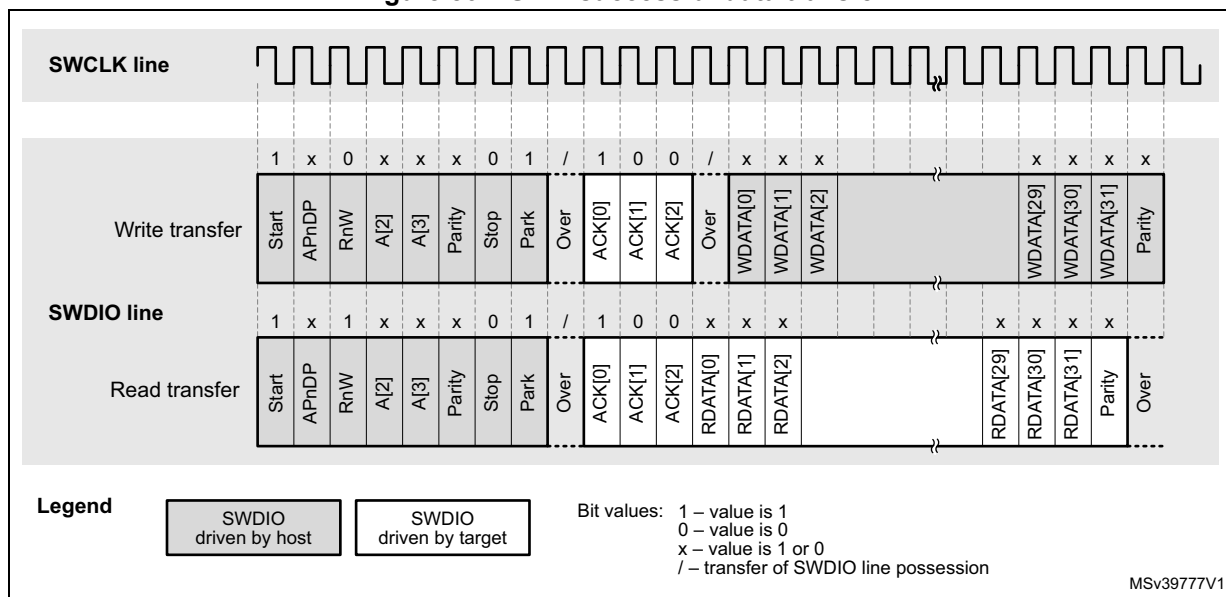 SWCLK line
1 x 0 x x x 0 1 / 1 0 0 / x x x x x x x
Write transfer
Start APnDP RnW A[2] A[3] Parity Stop Park Over ACK[0] ACK[1] ACK[2] Over WDATA[0] WDATA[1] WDATA[2] WDATA[29] WDATA[30] WDATA[31] Parity
SWDIO line
1 x 1 x x x 0 1 / 1 0 0 x x x x x x x
Read transfer
Start APnDP RnW A[2] A[3] Parity Stop Park Over ACK[0] ACK[1] ACK[2] RDATA[0] RDATA[1] RDATA[2] RDATA[29] RDATA[30] RDATA[31] Parity Over
Legend
SWDIO
driven by host
SWDIO
driven by target
Bit values: 1 – value is 1
0 – value is 0
x – value is 1 or 0
/ – transfer of SWDIO line possession
MSv39777V1